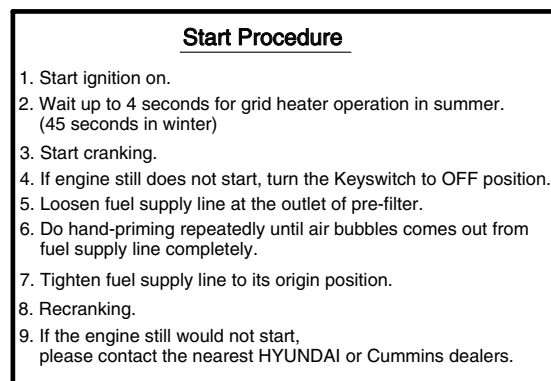 Start Procedure
1. Start ignition on.
2. Wait up to 4 seconds for grid heater operation in summer.
(45 seconds in winter)
3. Start cranking.
4. If engine still does not start, turn the Keyswitch to OFF position.
5. Loosen fuel supply line at the outlet of pre-filter.
6. Do hand-priming repeatedly until air bubbles comes out from
fuel supply line completely.
7. Tighten fuel supply line to its origin position.
8. Recranking.
9. If the engine still would not start,
please contact the nearest HYUNDAI or Cummins dealers.